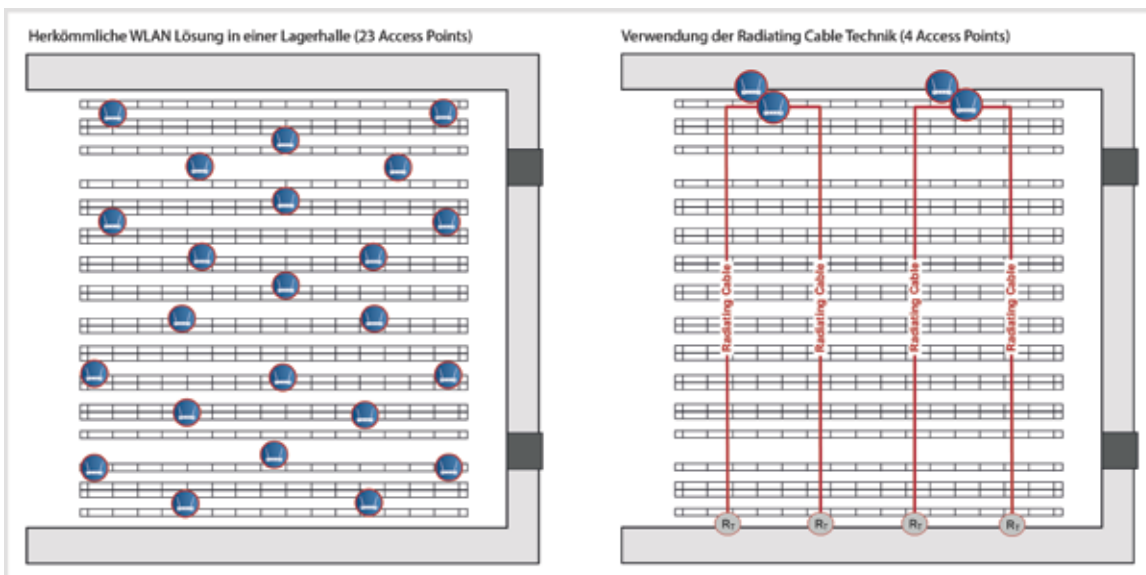 Herkömmliche WLAN Lösung in einer Lagerhalle (23 Access Points)
Verwendung der Radiating Cable Technik (4 Access Points)
Radiating Cable
Radiating Cable
Radiating Cable
Radiating Cable
RT
RT
RT
RT